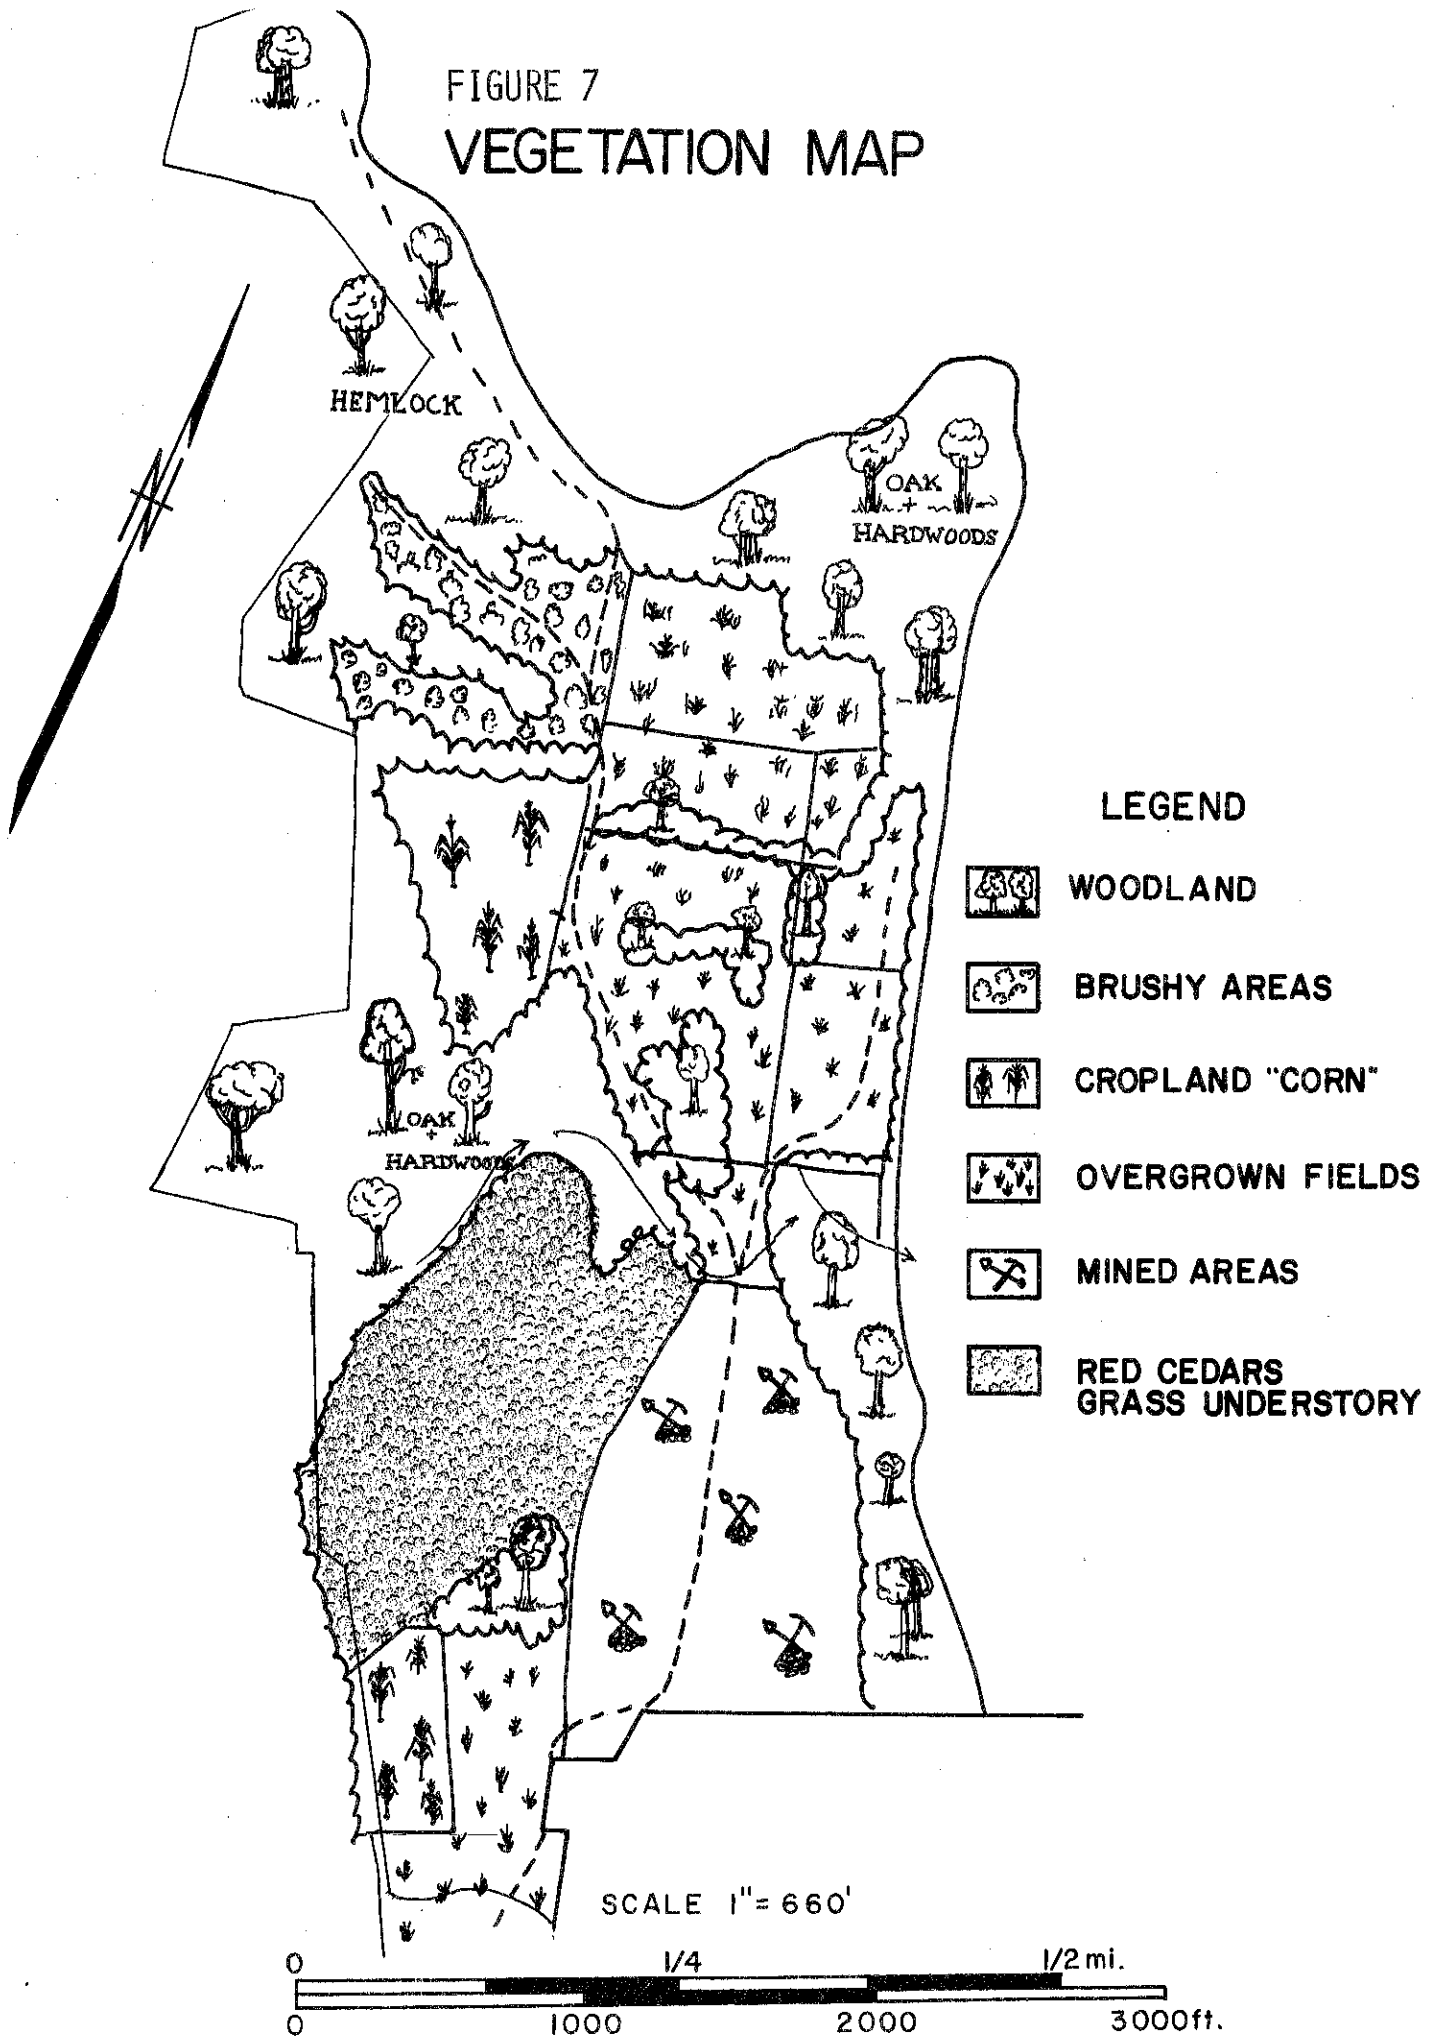 FIGURE 7
VEGETATION MAP
HEMLOCK
OAK
+
HARDWOODS
LEGEND
WOODLAND
BRUSHY AREAS
CROPLAND "CORN"
OAK
+
HARDWOODS
OVERGROWN FIELDS
MINED AREAS
RED CEDARS
GRASS UNDERSTORY
SCALE 1"= 660'
0 1/4 1/2 mi.
0 1000 2000 3000ft.